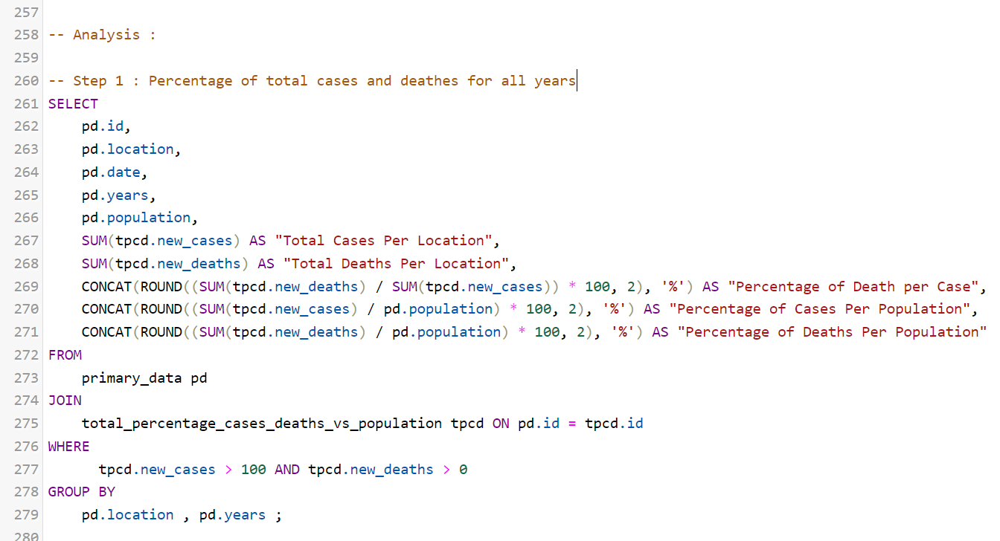 257
258 -- Analysis :
259
260 -- Step 1 : Percentage of total cases and deathes for all years
261 SELECT
262     pd.id,
263     pd.location,
264     pd.date,
265     pd.years,
266     pd.population,
267     SUM(tpcd.new_cases) AS "Total Cases Per Location",
268     SUM(tpcd.new_deaths) AS "Total Deaths Per Location",
269     CONCAT(ROUND((SUM(tpcd.new_deaths) / SUM(tpcd.new_cases)) * 100, 2), '%') AS "Percentage of Death per Case",
270     CONCAT(ROUND((SUM(tpcd.new_cases) / pd.population) * 100, 2), '%') AS "Percentage of Cases Per Population",
271     CONCAT(ROUND((SUM(tpcd.new_deaths) / pd.population) * 100, 2), '%') AS "Percentage of Deaths Per Population"
272 FROM
273     primary_data pd
274 JOIN
275     total_percentage_cases_deaths_vs_population tpcd ON pd.id = tpcd.id
276 WHERE
277       tpcd.new_cases > 100 AND tpcd.new_deaths > 0
278 GROUP BY
279     pd.location , pd.years ;
280